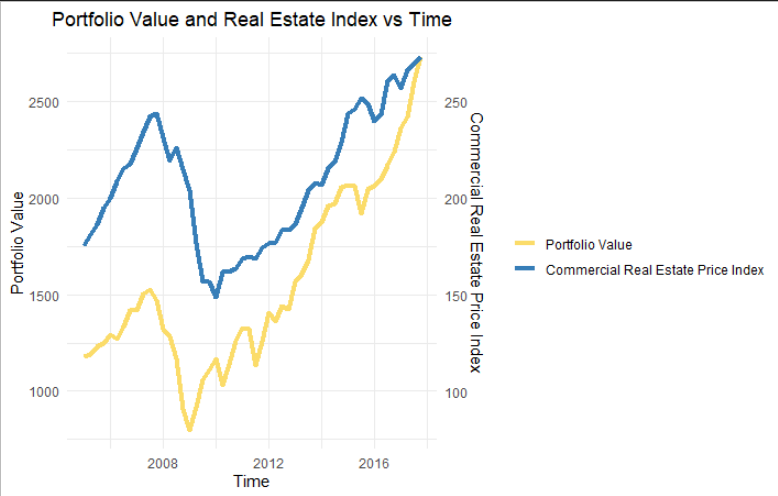 Portfolio Value and Real Estate Index vs Time
Portfolio Value
2500
2000
1500
1000
250
200
150
100
Commercial Real Estate Price Index
2008 2012 2016
Time
Portfolio Value
Commercial Real Estate Price Index